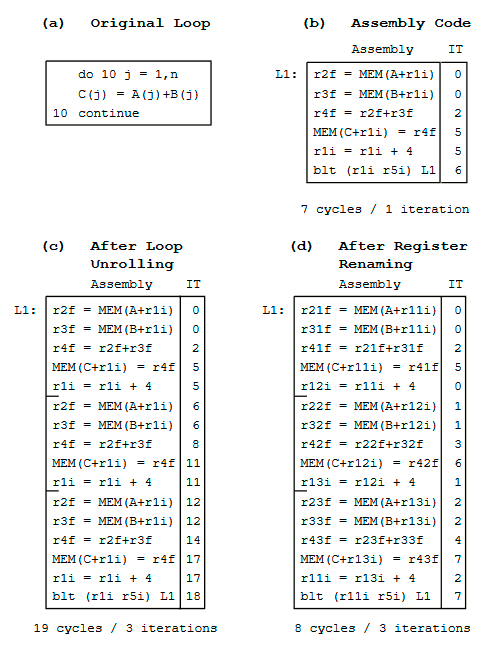 (a) Original Loop
do 10 j = 1,n
C(j) = A(j)+B(j)
10 continue
(b) Assembly Code
Assembly IT
L1: r2f = MEM(A+r1i) 0
r3f = MEM(B+r1i) 0
r4f = r2f+r3f 2
MEM(C+r1i) = r4f 5
r1i = r1i + 4 5
blt (r1i r5i) L1 6
7 cycles / 1 iteration
(c) After Loop
Unrolling
Assembly IT
L1: r2f = MEM(A+r1i) 0
r3f = MEM(B+r1i) 0
r4f = r2f+r3f 2
MEM(C+r1i) = r4f 5
r1i = r1i + 4 5
r2f = MEM(A+r1i) 6
r3f = MEM(B+r1i) 6
r4f = r2f+r3f 8
MEM(C+r1i) = r4f 11
r1i = r1i + 4 11
r2f = MEM(A+r1i) 12
r3f = MEM(B+r1i) 12
r4f = r2f+r3f 14
MEM(C+r1i) = r4f 17
r1i = r1i + 4 17
blt (r1i r5i) L1 18
19 cycles / 3 iterations
(d) After Register
Renaming
Assembly IT
L1: r21f = MEM(A+r11i) 0
r31f = MEM(B+r11i) 0
r41f = r21f+r31f 2
MEM(C+r11i) = r41f 5
r12i = r11i + 4 0
r22f = MEM(A+r12i) 1
r32f = MEM(B+r12i) 1
r42f = r22f+r32f 3
MEM(C+r12i) = r42f 6
r13i = r12i + 4 1
r23f = MEM(A+r13i) 2
r33f = MEM(B+r13i) 2
r43f = r23f+r33f 4
MEM(C+r13i) = r43f 7
r11i = r13i + 4 2
blt (r11i r5i) L1 7
8 cycles / 3 iterations